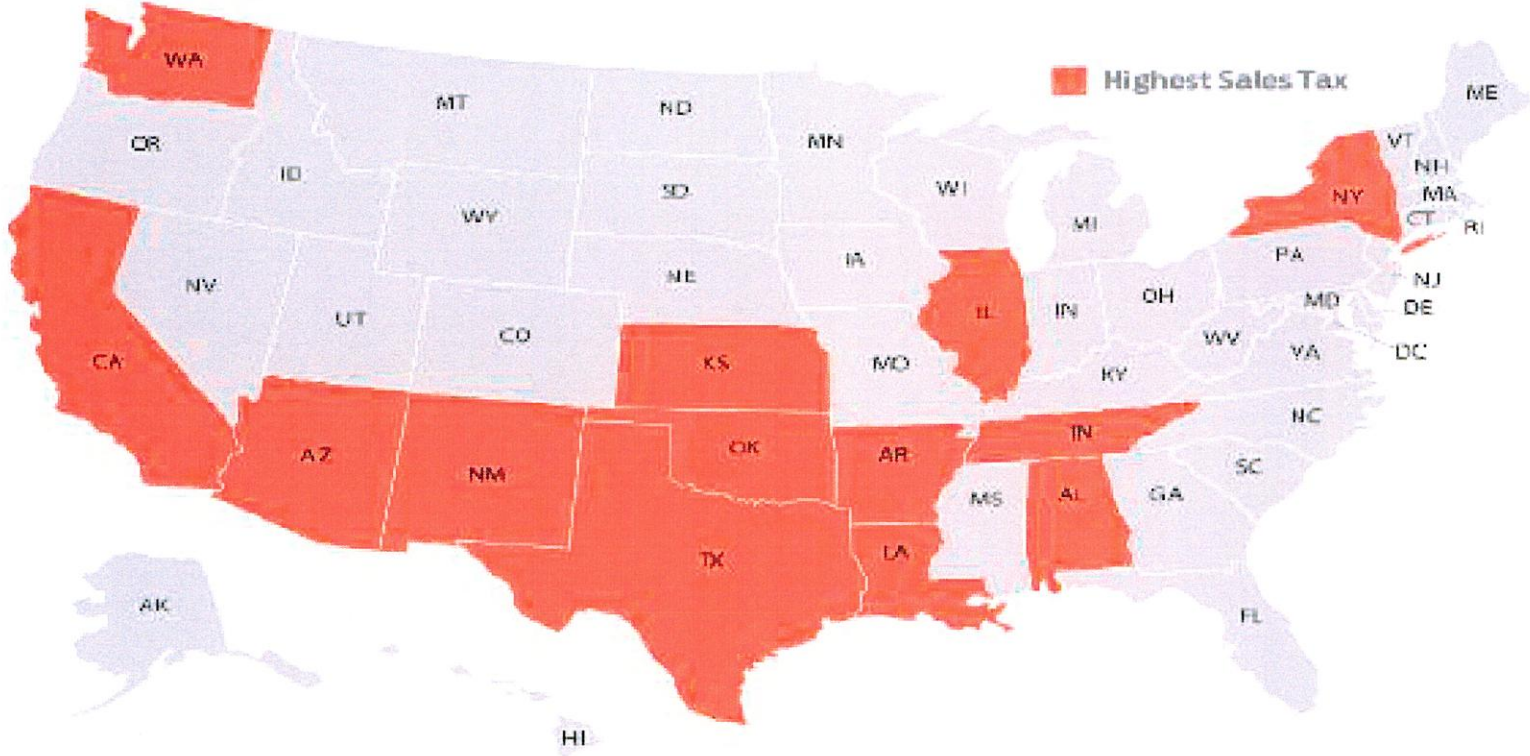 WA
Highest Sales Tax
ME
MT
ND
OR
MN
VT
ID
NH
SD
WI
NY
MA
WY
CT
RI
MI
IA
PA
NV
NE
NJ
OH
MD
DE
UT
IL
IN
CO
WV
DC
VA
CA
KS
MO
KY
NC
IN
AZ
OK
AR
NM
SC
MS
AL
GA
TX
LA
AK
FL
HI